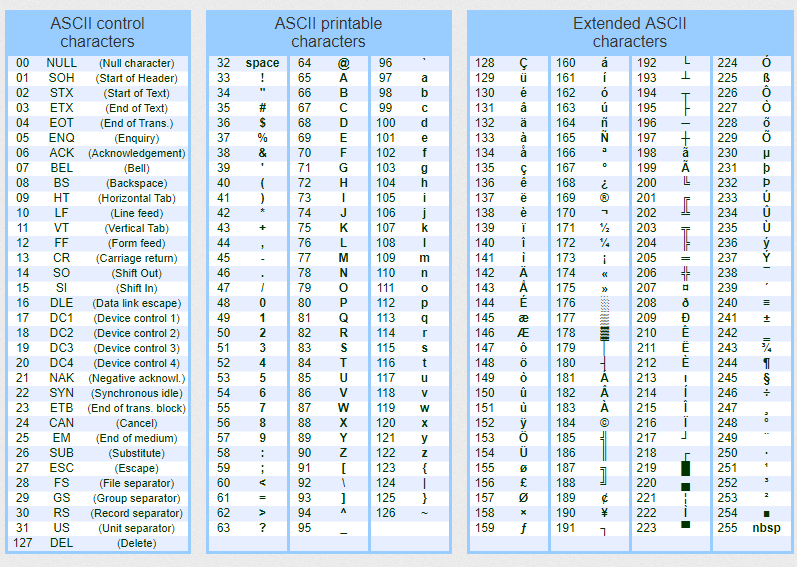 ASCII control
characters
00 NULL (Null character)
01 SOH (Start of Header)
02 STX (Start of Text)
03 ETX (End of Text)
04 EOT (End of Trans.)
05 ENQ (Enquiry)
06 ACK (Acknowledgement)
07 BEL (Bell)
08 BS (Backspace)
09 HT (Horizontal Tab)
10 LF (Line feed)
11 VT (Vertical Tab)
12 FF (Form feed)
13 CR (Carriage return)
14 SO (Shift Out)
15 SI (Shift In)
16 DLE (Data link escape)
17 DC1 (Device control 1)
18 DC2 (Device control 2)
19 DC3 (Device control 3)
20 DC4 (Device control 4)
21 NAK (Negative acknowl.)
22 SYN (Synchronous idle)
23 ETB (End of trans. block)
24 CAN (Cancel)
25 EM (End of medium)
26 SUB (Substitute)
27 ESC (Escape)
28 FS (File separator)
29 GS (Group separator)
30 RS (Record separator)
31 US (Unit separator)
127 DEL (Delete)
ASCII printable
characters
32 space 64 @ 96 `
33 ! 65 A 97 a
34 " 66 B 98 b
35 # 67 C 99 c
36 $ 68 D 100 d
37 % 69 E 101 e
38 & 70 F 102 f
39 ' 71 G 103 g
40 ( 72 H 104 h
41 ) 73 I 105 i
42 * 74 J 106 j
43 + 75 K 107 k
44 , 76 L 108 l
45 - 77 M 109 m
46 . 78 N 110 n
47 / 79 O 111 o
48 0 80 P 112 p
49 1 81 Q 113 q
50 2 82 R 114 r
51 3 83 S 115 s
52 4 84 T 116 t
53 5 85 U 117 u
54 6 86 V 118 v
55 7 87 W 119 w
56 8 88 X 120 x
57 9 89 Y 121 y
58 : 90 Z 122 z
59 ; 91 [ 123 {
60 < 92 \ 124 |
61 = 93 ] 125 }
62 > 94 ^ 126 ~
63 ? 95 _
Extended ASCII
characters
128 Ç 160 á 192 └ 224 Ó
129 ü 161 í 193 ┴ 225 ß
130 é 162 ó 194 ┬ 226 Ô
131 â 163 ú 195 ├ 227 Ò
132 ä 164 ñ 196 ─ 228 õ
133 à 165 Ñ 197 ┼ 229 Õ
134 å 166 ª 198 ã 230 µ
135 ç 167 º 199 Ã 231 þ
136 ê 168 ¿ 200 ╚ 232 Þ
137 ë 169 ® 201 ╔ 233 Ú
138 è 170 ¬ 202 ╩ 234 Û
139 ï 171 ½ 203 ╦ 235 Ù
140 î 172 ¼ 204 ╠ 236 ý
141 ì 173 ¡ 205 ═ 237 Ý
142 Ä 174 « 206 ╬ 238 ¯
143 Å 175 » 207 ¤ 239 ´
144 É 176 ░ 208 ð 240 ≡
145 æ 177 ▒ 209 Ð 241 ±
146 Æ 178 ▓ 210 Ê 242 ‗
147 ô 179 │ 211 Ë 243 ¾
148 ö 180 ┤ 212 È 244 ¶
149 ò 181 Á 213 ı 245 §
150 û 182 Â 214 Í 246 ÷
151 ù 183 À 215 Î 247 ¸
152 ÿ 184 © 216 Ï 248 °
153 Ö 185 ╣ 217 ┘ 249 ¨
154 Ü 186 ║ 218 ┌ 250 ·
155 ø 187 ╗ 219 █ 251 ¹
156 £ 188 ╝ 220 ▄ 252 ³
157 Ø 189 ¢ 221 ¦ 253 ²
158 × 190 ¥ 222 Ì 254 ■
159 ƒ 191 ┐ 223 ▀ 255 nbsp